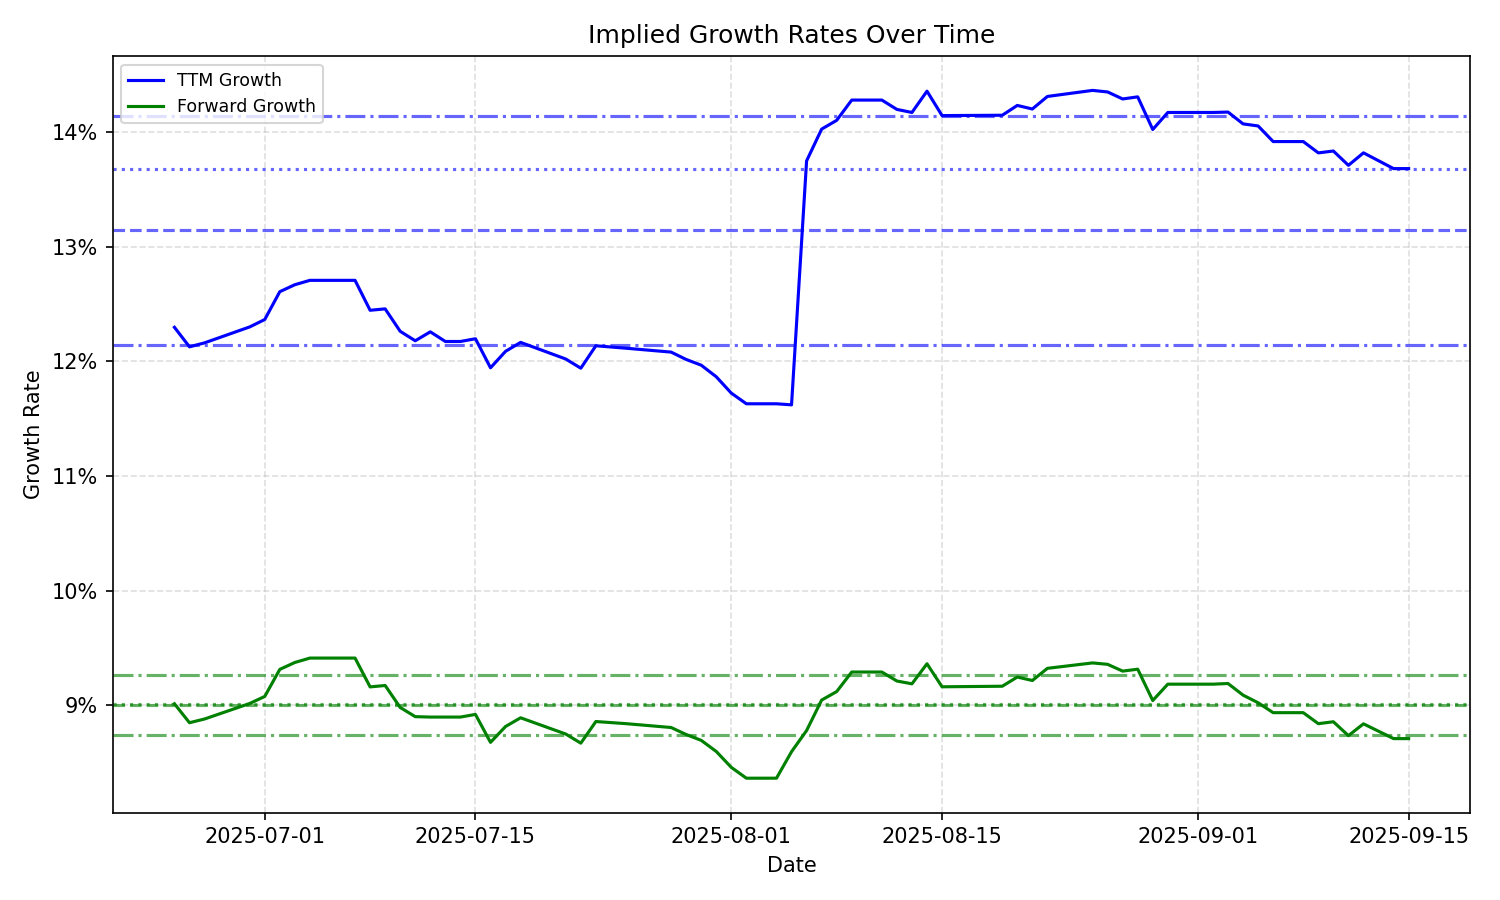 Implied Growth Rates Over Time
TTM Growth
Forward Growth
14%
13%
12%
11%
10%
9%
Growth Rate
2025-07-01
2025-07-15
2025-08-01
2025-08-15
2025-09-01
2025-09-15
Date